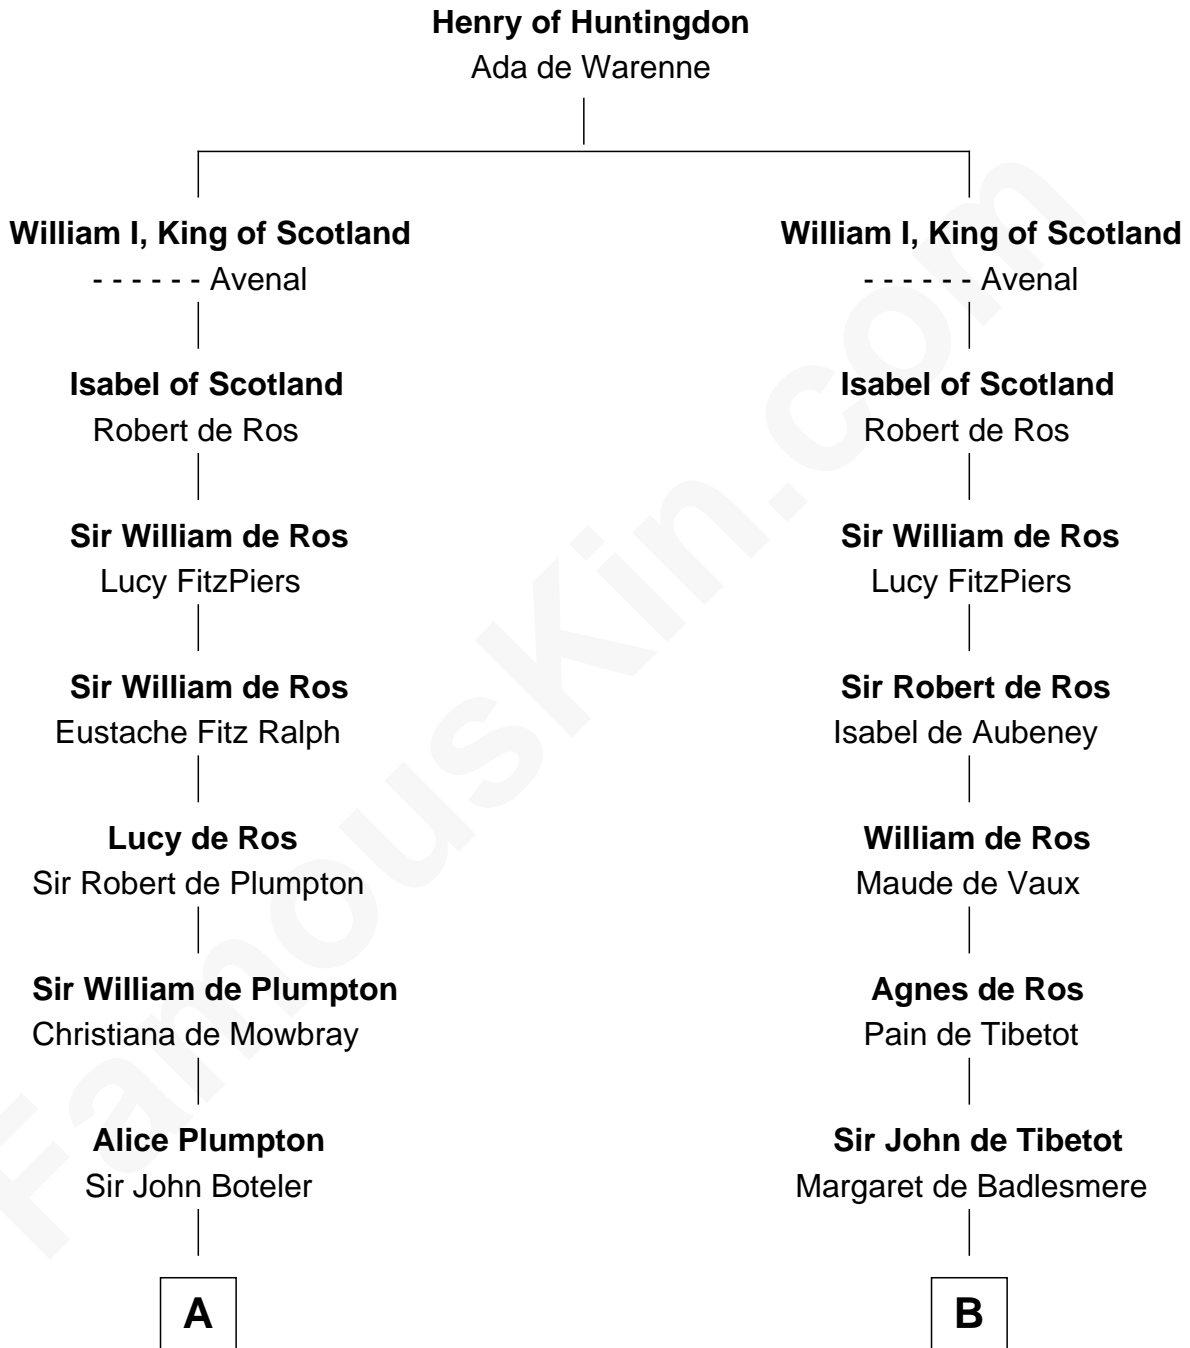 Henry of Huntingdon
Ada de Warenne
William I, King of Scotland
- - - - - - Avenal
Isabel of Scotland
Robert de Ros
Sir William de Ros
Lucy FitzPiers
Sir William de Ros
Eustache Fitz Ralph
Lucy de Ros
Sir Robert de Plumpton
Sir William de Plumpton
Christiana de Mowbray
Alice Plumpton
Sir John Boteler
A
William I, King of Scotland
- - - - - - Avenal
Isabel of Scotland
Robert de Ros
Sir William de Ros
Lucy FitzPiers
Sir Robert de Ros
Isabel de Aubeney
William de Ros
Maude de Vaux
Agnes de Ros
Pain de Tibetot
Sir John de Tibetot
Margaret de Badlesmere
B
FamousKin.com